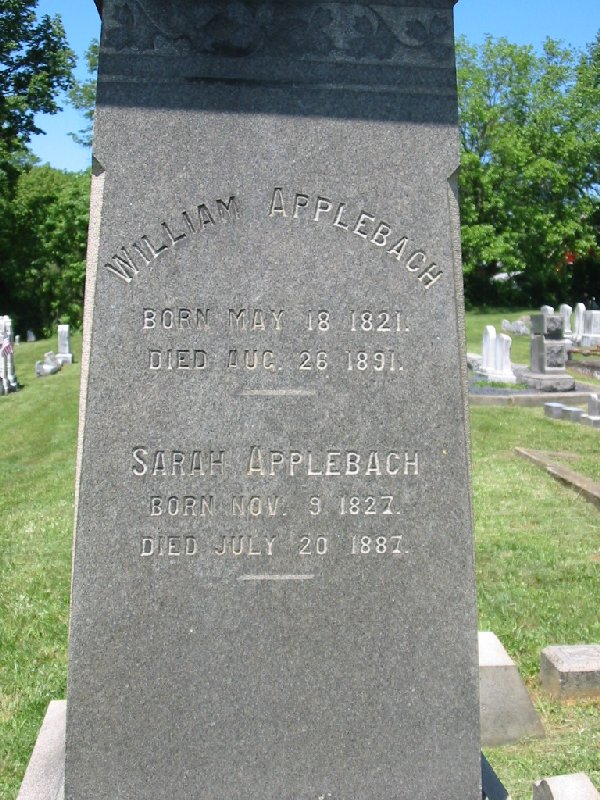 WILLIAM APPLEBACH
BORN MAY 18 1821.
DIED AUG. 26 1891.
SARAH APPLEBACH
BORN NOV. 9 1827.
DIED JULY 20 1887.